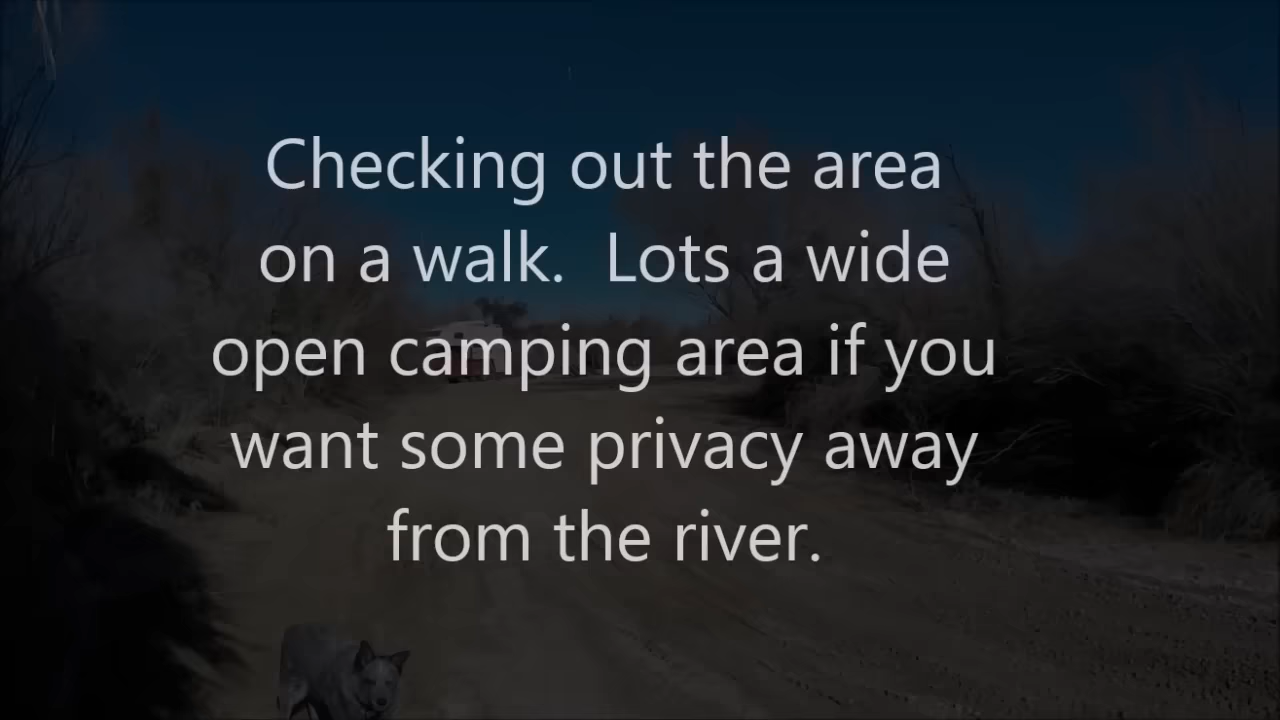 Checking out the area
on a walk.  Lots a wide
open camping area if you
want some privacy away
from the river.